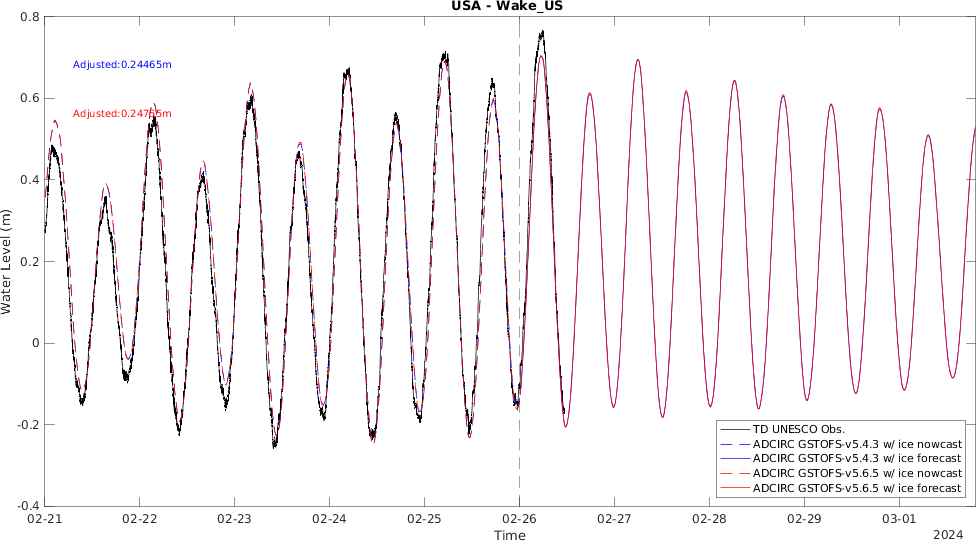 USA - Wake_US
Adjusted:0.24465m
Adjusted:0.24765m
Water Level (m)
0.8
0.6
0.4
0.2
0
-0.2
-0.4
TD UNESCO Obs.
ADCIRC GSTOFS-v5.4.3 w/ ice nowcast
ADCIRC GSTOFS-v5.4.3 w/ ice forecast
ADCIRC GSTOFS-v5.6.5 w/ ice nowcast
ADCIRC GSTOFS-v5.6.5 w/ ice forecast
02-21 02-22 02-23 02-24 02-25 02-26 02-27 02-28 02-29 03-01
Time
2024